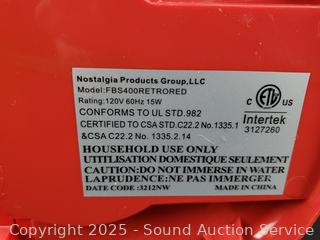 Nostalgia Products Group,LLC
Model:FBS400RETRORED
Rating:120V 60Hz 15W
CONFORMS TO UL STD.982
CERTIFIED TO CSA STD.C22.2 No.1335.1
&CSA C22.2 No.1335.2.14
C ETL US
Intertek
3127260
HOUSEHOLD USE ONLY
UTITLISATION DOMESTIQUE SEULEMENT
CAUTION:DO NOT IMMERSE IN WATER
LAPRUDENCE:NE PAS IMMERGER
DATE CODE:3212NW MADE IN CHINA
Copyright 2025 - Sound Auction Service